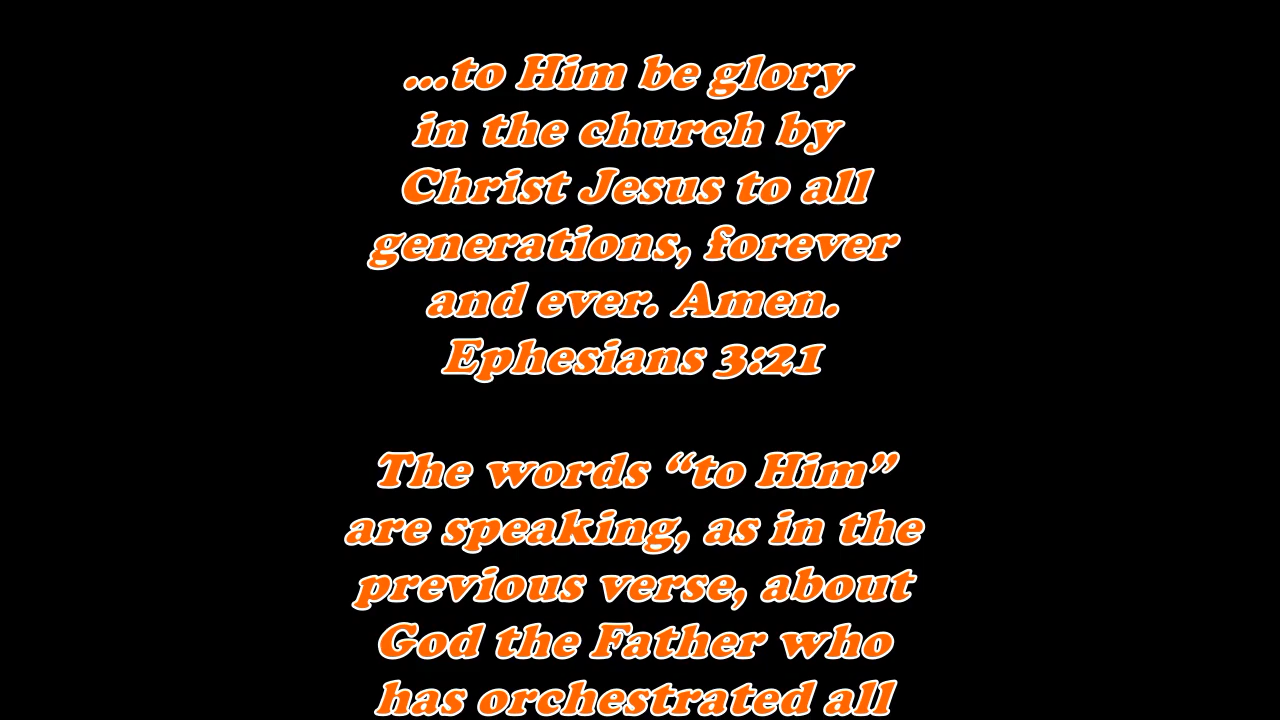 ...to Him be glory
in the church by
Christ Jesus to all
generations, forever
and ever. Amen.
Ephesians 3:21
The words “to Him”
are speaking, as in the
previous verse, about
God the Father who
has orchestrated all